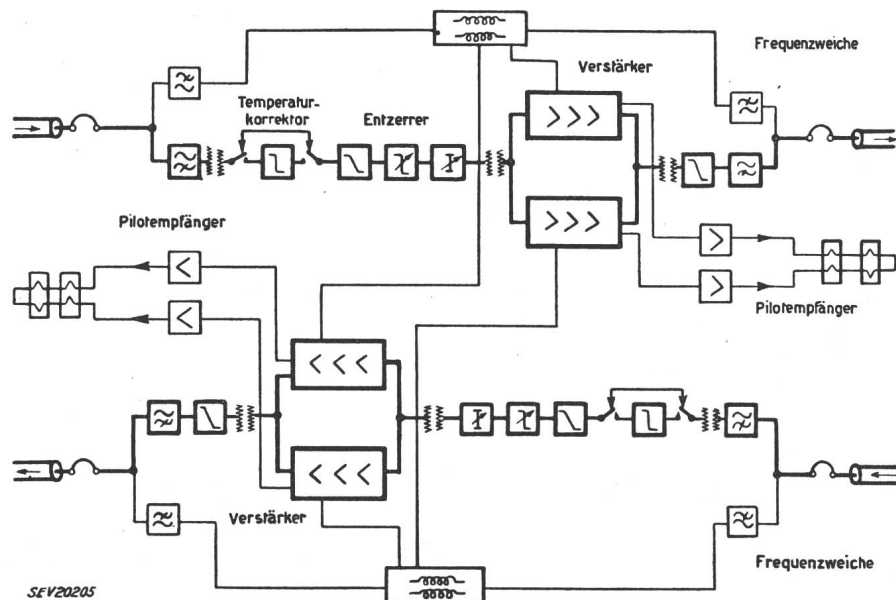 Frequenzweiche
Verstärker
Temperatur-
korrektor
Entzerrer
Pilotempfänger
Pilotempfänger
Verstärker
Frequenzweiche
SEV20205